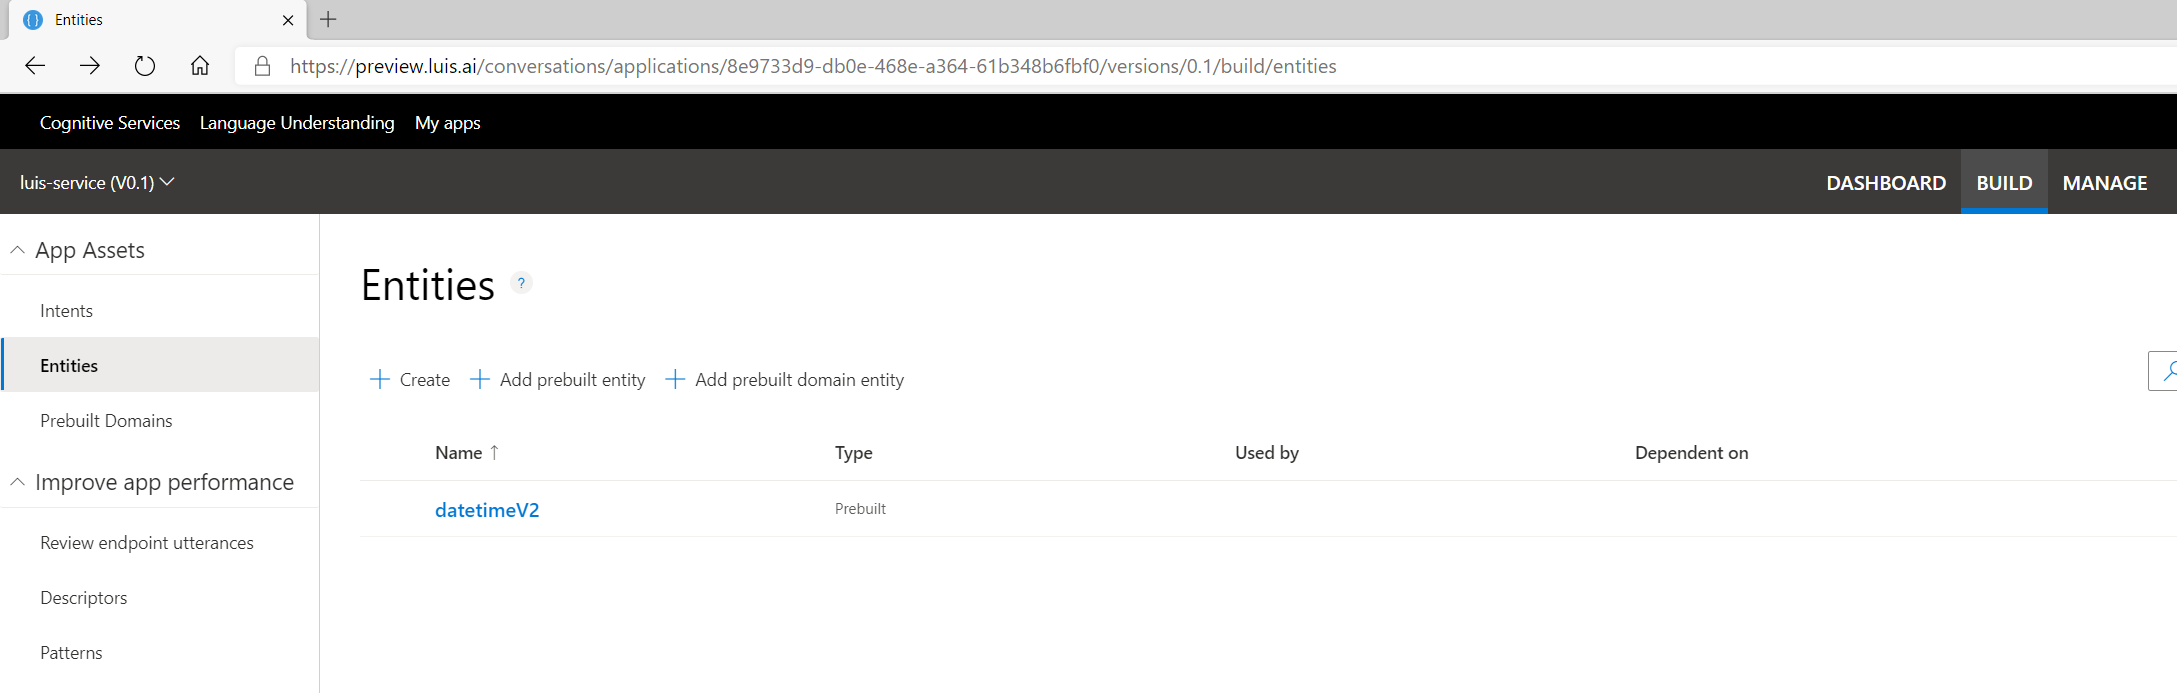 Entities
https://preview.luis.ai/conversations/applications/8e9733d9-db0e-468e-a364-61b348b6fbf0/versions/0.1/build/entities
Cognitive Services Language Understanding My apps
luis-service (V0.1) DASHBOARD BUILD MANAGE
App Assets
Intents
Entities
Prebuilt Domains
Improve app performance
Review endpoint utterances
Descriptors
Patterns
Entities ?
Create Add prebuilt entity Add prebuilt domain entity
Name ↑ Type Used by Dependent on
datetimeV2 Prebuilt